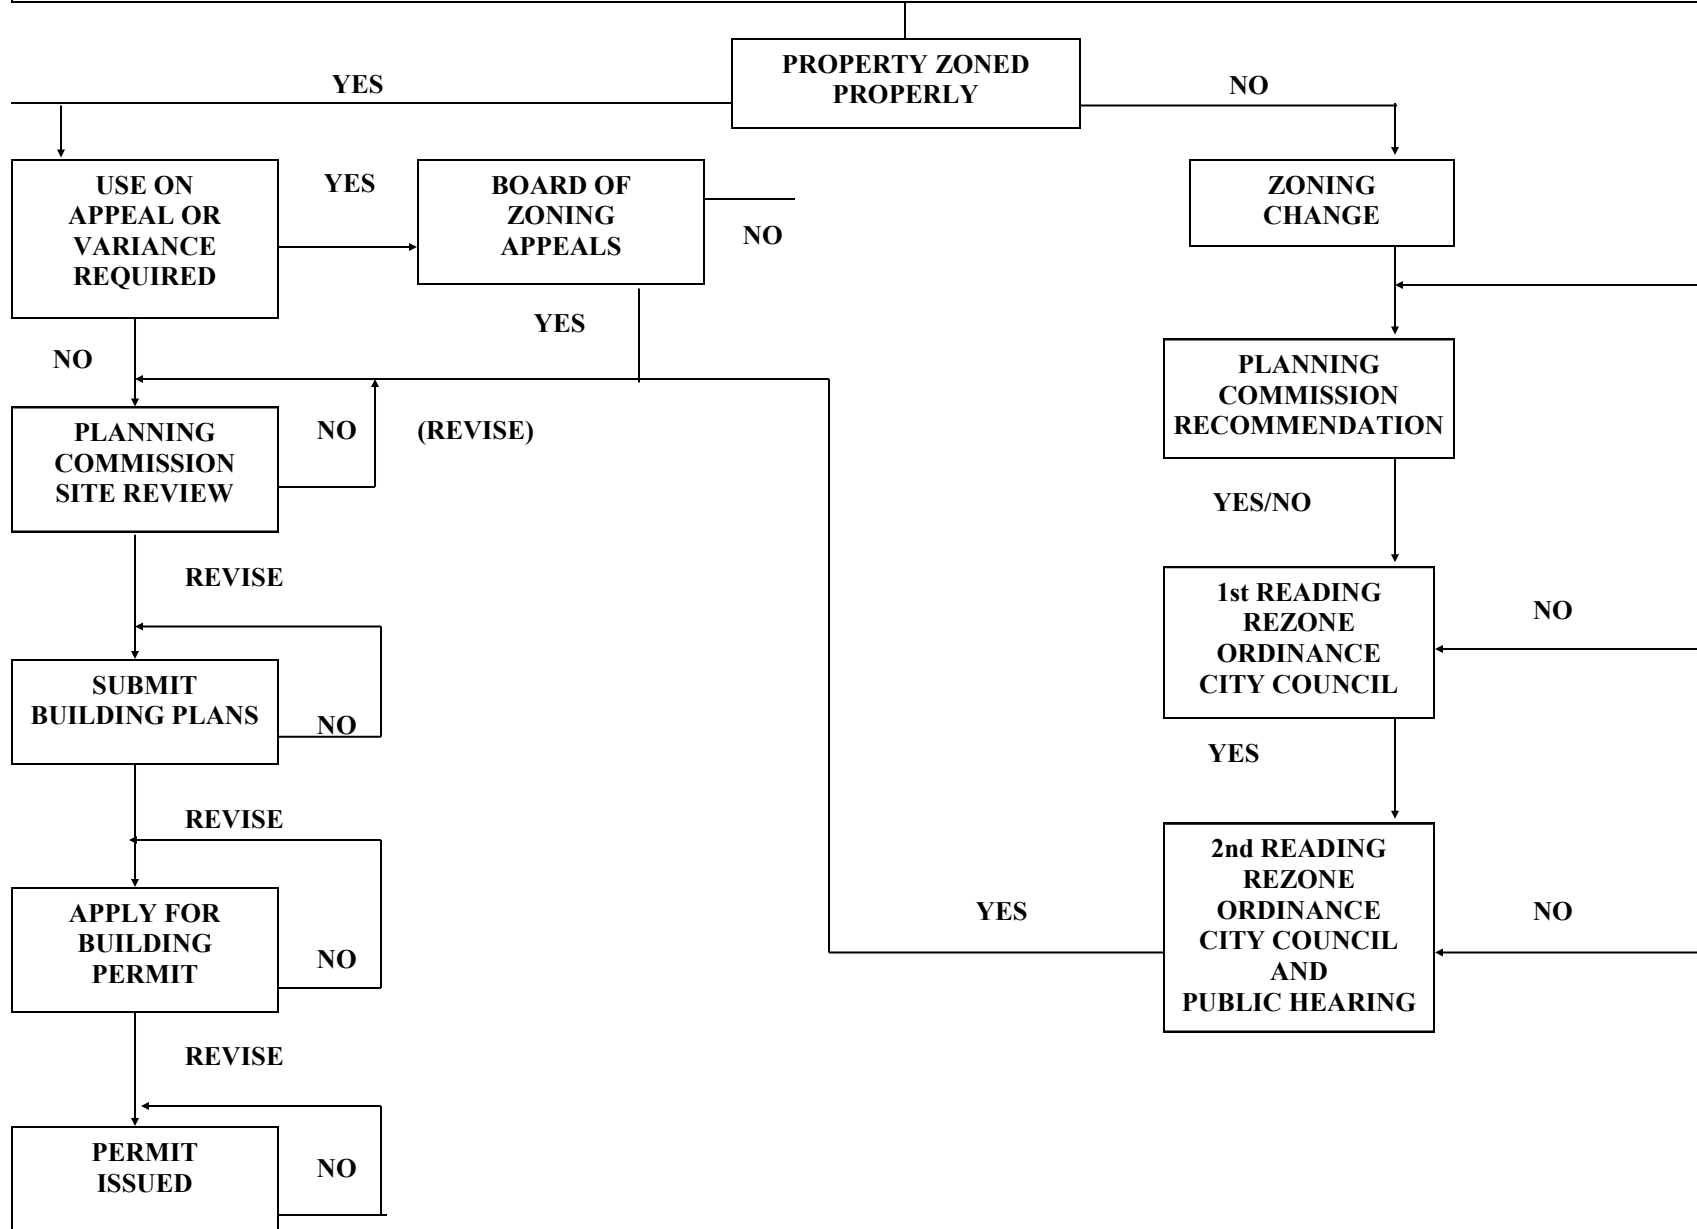 PROPERTY ZONED
PROPERLY
YES
NO
USE ON
APPEAL OR
VARIANCE
REQUIRED
YES
BOARD OF
ZONING
APPEALS
NO
ZONING
CHANGE
YES
NO
PLANNING
COMMISSION
RECOMMENDATION
PLANNING
COMMISSION
SITE REVIEW
NO
(REVISE)
YES/NO
REVISE
1st READING
REZONE
ORDINANCE
CITY COUNCIL
NO
SUBMIT
BUILDING PLANS
NO
YES
REVISE
2nd READING
REZONE
ORDINANCE
CITY COUNCIL
AND
PUBLIC HEARING
YES
NO
APPLY FOR
BUILDING
PERMIT
NO
REVISE
PERMIT
ISSUED
NO